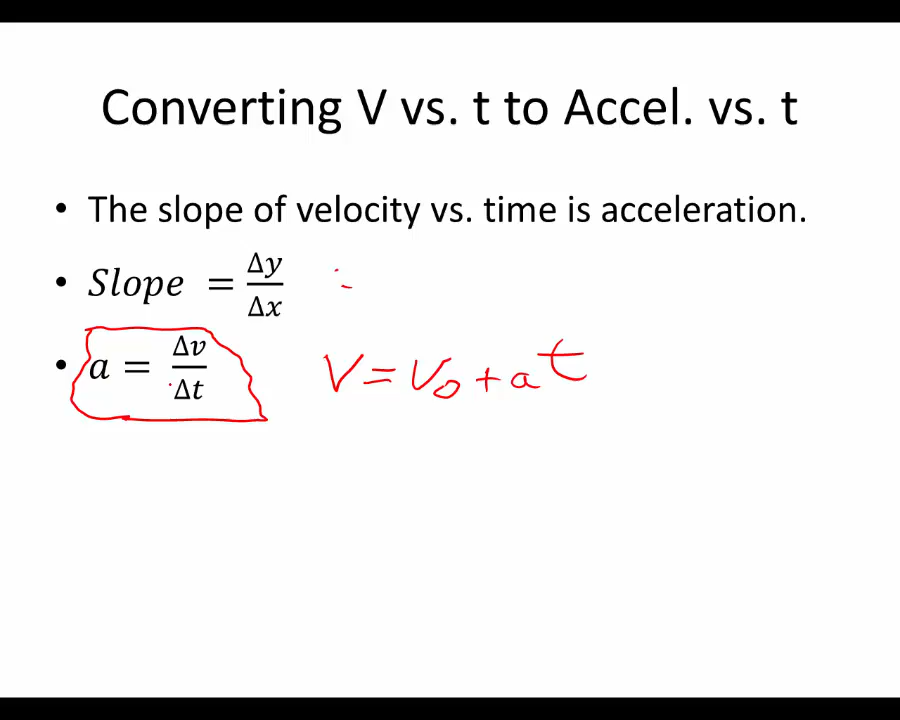 Converting V vs. t to Accel. vs. t
• The slope of velocity vs. time is acceleration.
• Slope = Δy/Δx
• a = Δv/Δt V = V₀ + at